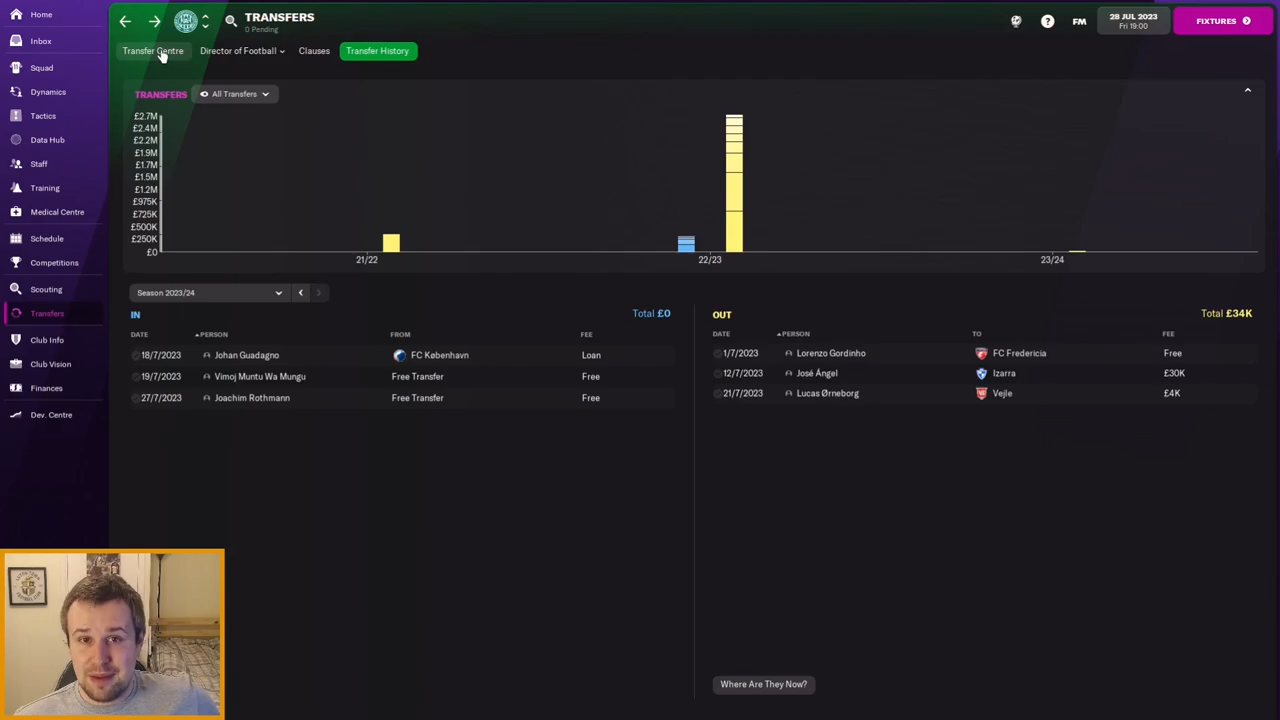 Home
Inbox
Squad
Dynamics
Tactics
Data Hub
Staff
Training
Medical Centre
Schedule
Competitions
Scouting
Transfers
Club Info
Club Vision
Finances
Dev. Centre
TRANSFERS
0 Pending
FM
28 JUL 2023
Fri 19:00
FIXTURES
Transfer Centre
Director of Football
Clauses
Transfer History
TRANSFERS
All Transfers
£2.7M
£2.4M
£2.2M
£1.9M
£1.7M
£1.5M
£1.2M
£975K
£725K
£500K
£250K
£0
21/22
22/23
23/24
Season 2023/24
IN
Total £0
DATE PERSON FROM FEE
18/7/2023 Johan Guadagno FC København Loan
19/7/2023 Vimoj Muntu Wa Mungu Free Transfer Free
27/7/2023 Joachim Rothmann Free Transfer Free
OUT
Total £34K
DATE PERSON TO FEE
1/7/2023 Lorenzo Gordinho FC Fredericia Free
12/7/2023 José Ángel Izarra £30K
21/7/2023 Lucas Ørneborg Vejle £4K
Where Are They Now?